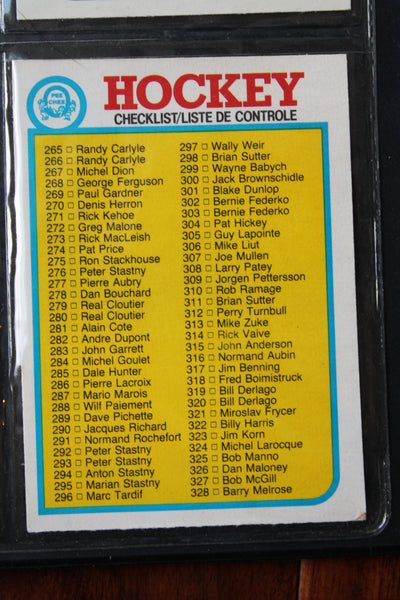 PEE
CHEE
HOCKEY
CHECKLIST/LISTE DE CONTROLE
265 □ Randy Carlyle
266 □ Randy Carlyle
267 □ Michel Dion
268 □ George Ferguson
269 □ Paul Gardner
270 □ Denis Herron
271 □ Rick Kehoe
272 □ Greg Malone
273 □ Rick MacLeish
274 □ Pat Price
275 □ Ron Stackhouse
276 □ Peter Stastny
277 □ Pierre Aubry
278 □ Dan Bouchard
279 □ Real Cloutier
280 □ Real Cloutier
281 □ Alain Cote
282 □ Andre Dupont
283 □ John Garrett
284 □ Michel Goulet
285 □ Dale Hunter
286 □ Pierre Lacroix
287 □ Mario Marois
288 □ Wilf Paiement
289 □ Dave Pichette
290 □ Jacques Richard
291 □ Normand Rochefort
292 □ Peter Stastny
293 □ Peter Stastny
294 □ Anton Stastny
295 □ Marian Stastny
296 □ Marc Tardif
297 □ Wally Weir
298 □ Brian Sutter
299 □ Wayne Babych
300 □ Jack Brownschidle
301 □ Blake Dunlop
302 □ Bernie Federko
303 □ Bernie Federko
304 □ Pat Hickey
305 □ Guy Lapointe
306 □ Mike Liut
307 □ Joe Mullen
308 □ Larry Patey
309 □ Jorgen Pettersson
310 □ Rob Ramage
311 □ Brian Sutter
312 □ Perry Turnbull
313 □ Mike Zuke
314 □ Rick Vaive
315 □ John Anderson
316 □ Normand Aubin
317 □ Jim Benning
318 □ Fred Boimistruck
319 □ Bill Derlago
320 □ Bill Derlago
321 □ Miroslav Frycer
322 □ Billy Harris
323 □ Jim Korn
324 □ Michel Larocque
325 □ Bob Manno
326 □ Dan Maloney
327 □ Bob McGill
328 □ Barry Melrose